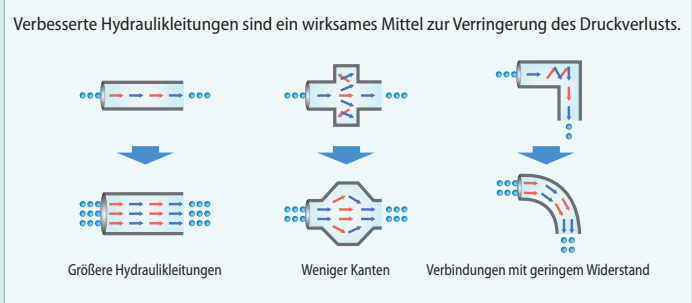 Verbesserte Hydraulikleitungen sind ein wirksames Mittel zur Verringerung des Druckverlusts.
Größere Hydraulikleitungen
Weniger Kanten
Verbindungen mit geringem Widerstand